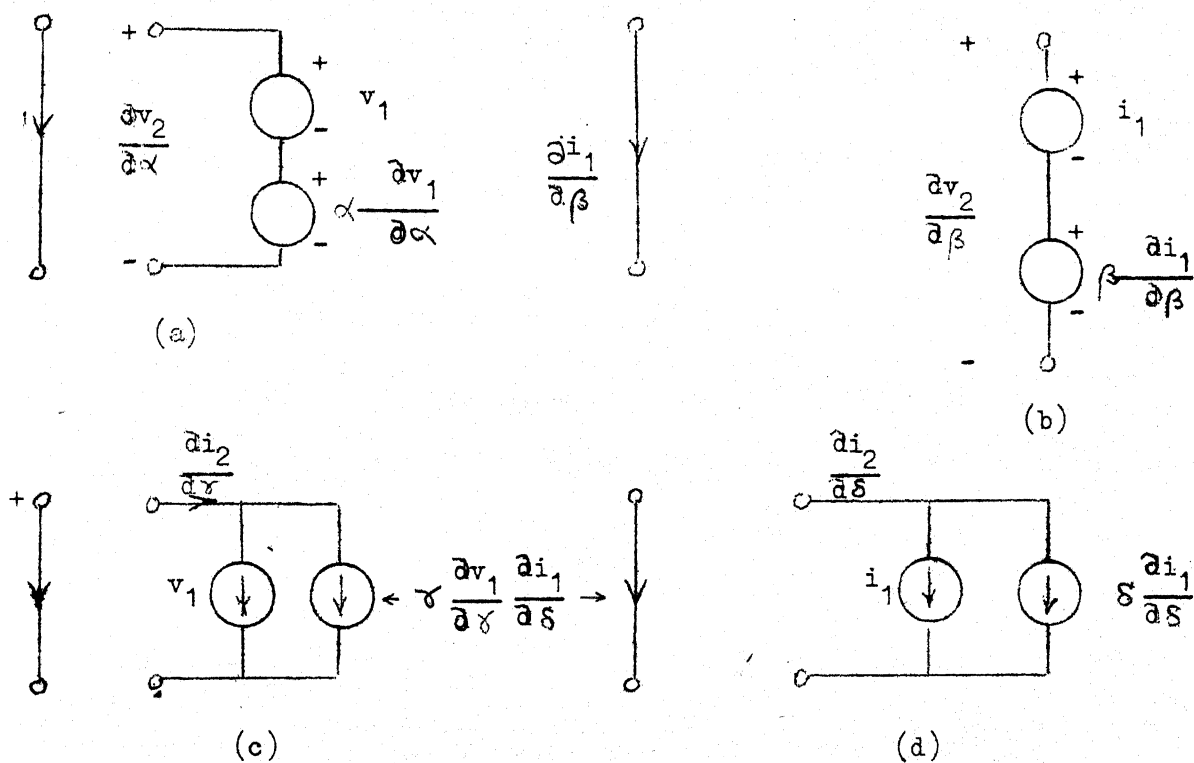 + + v₁ -
∂v₂/∂α
+ α ∂v₁/∂α -
-
(a)
∂i₁/∂β
+ + i₁ -
∂v₂/∂β
+ β ∂i₁/∂β -
-
(b)
∂i₂/∂γ
+
v₁ ← γ ∂v₁/∂γ
(c)
∂i₁/∂δ →
∂i₂/∂δ
i₁ δ ∂i₁/∂δ
(d)